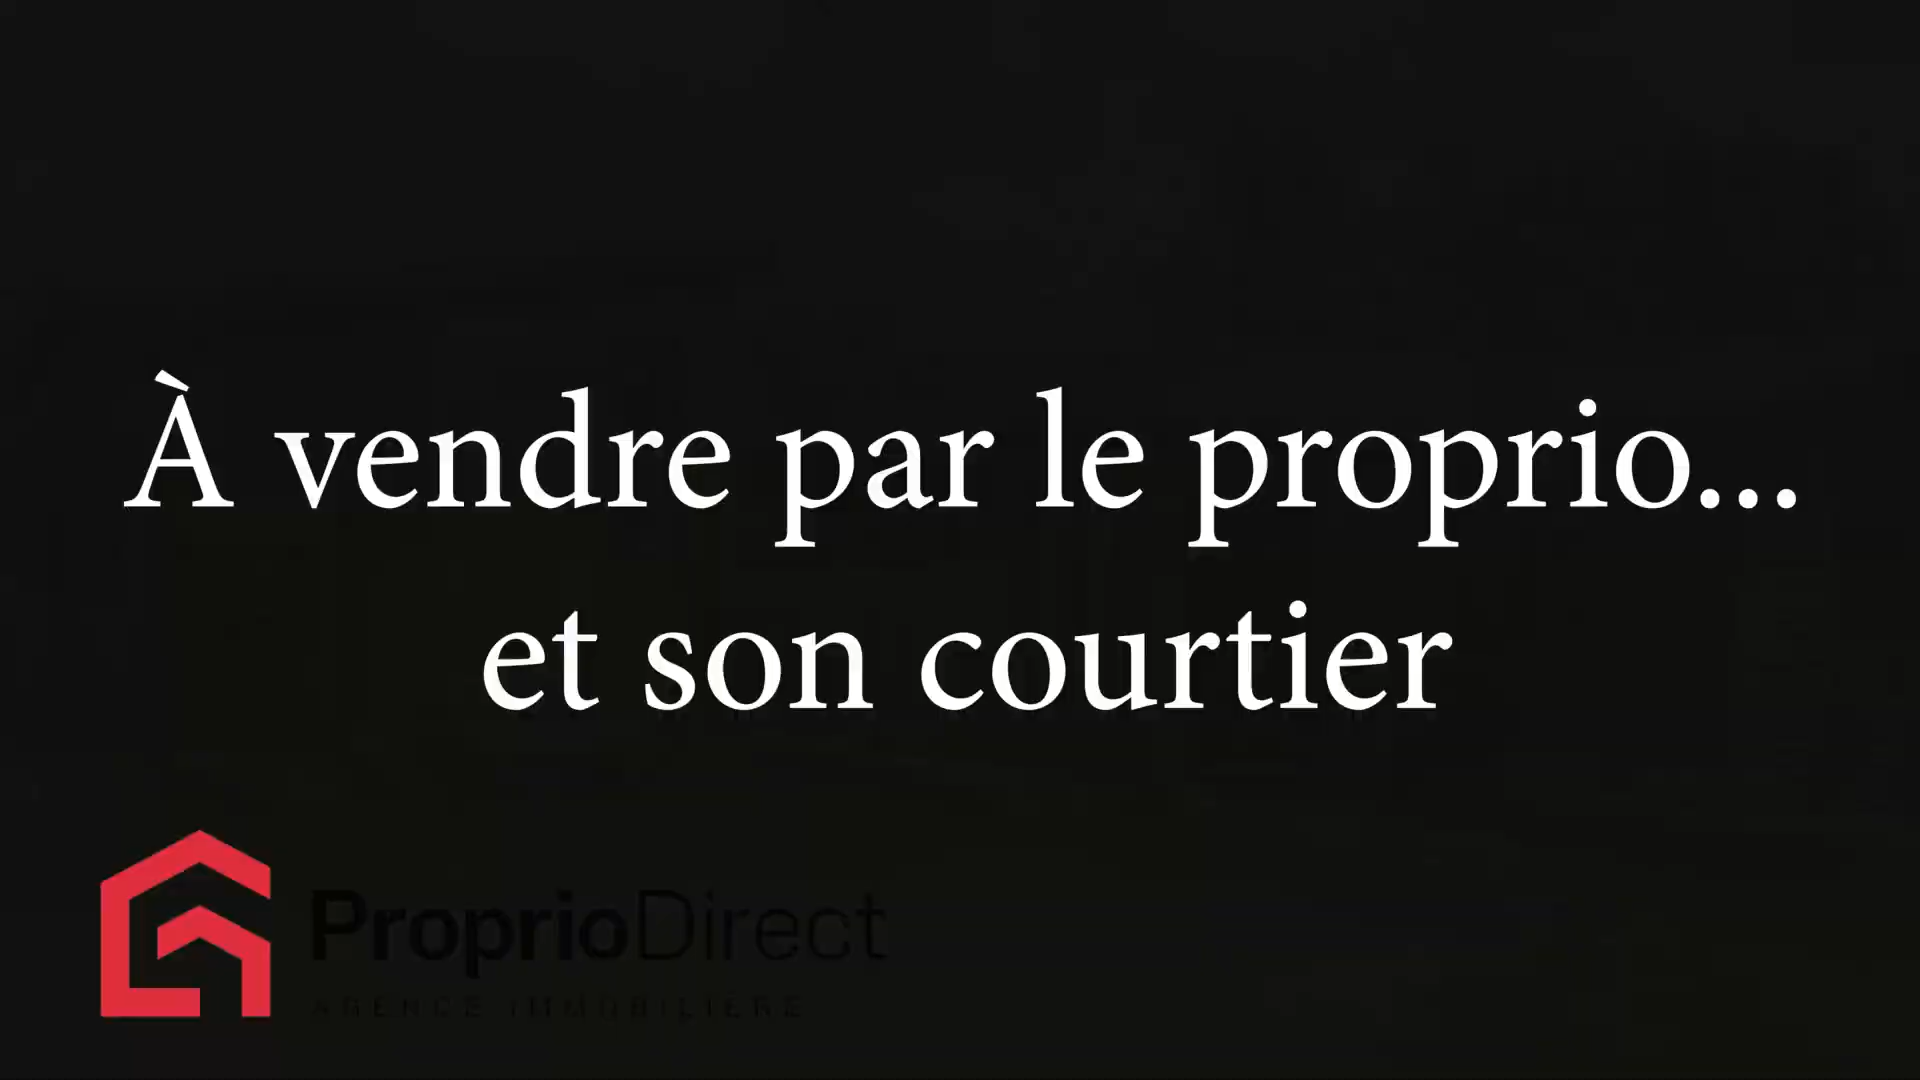 À vendre par le proprio...
et son courtier
ProprioDirect
AGENCE IMMOBILIÈRE